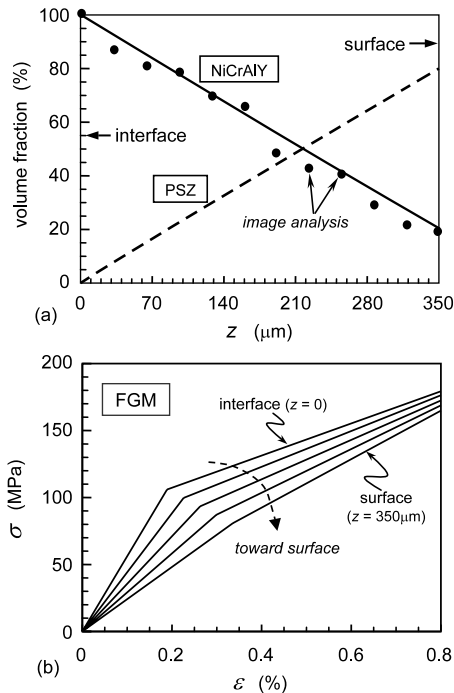 100
80
60
40
20
0
volume fraction (%)
NiCrAlY
surface
interface
PSZ
image analysis
0
70
140
210
280
350
(a)
z (μm)
200
150
100
50
0
σ (MPa)
FGM
interface (z = 0)
surface
(z = 350μm)
toward surface
0
0.2
0.4
0.6
0.8
(b)
ε (%)